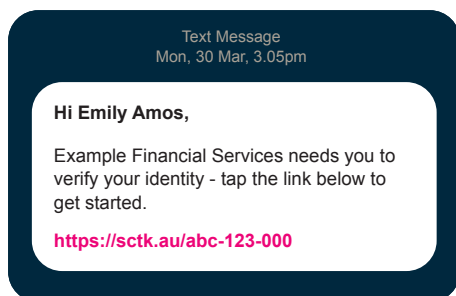 Text Message
Mon, 30 Mar, 3.05pm
Hi Emily Amos,
Example Financial Services needs you to
verify your identity - tap the link below to
get started.
https://sctk.au/abc-123-000